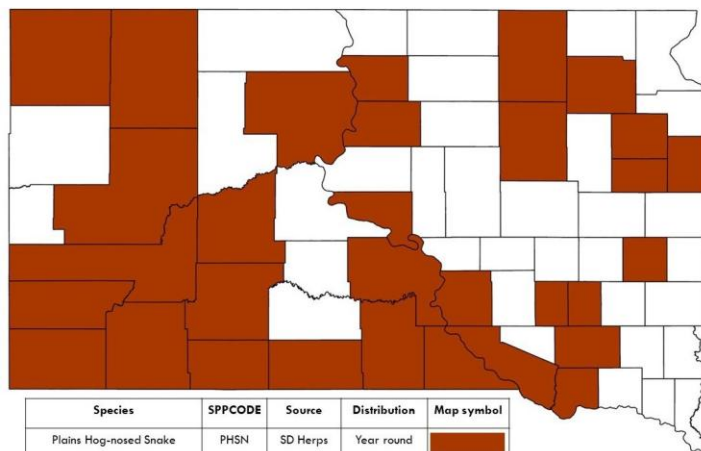 Species SPPCODE Source Distribution Map symbol
Plains Hog-nosed Snake PHSN SD Herps Year round